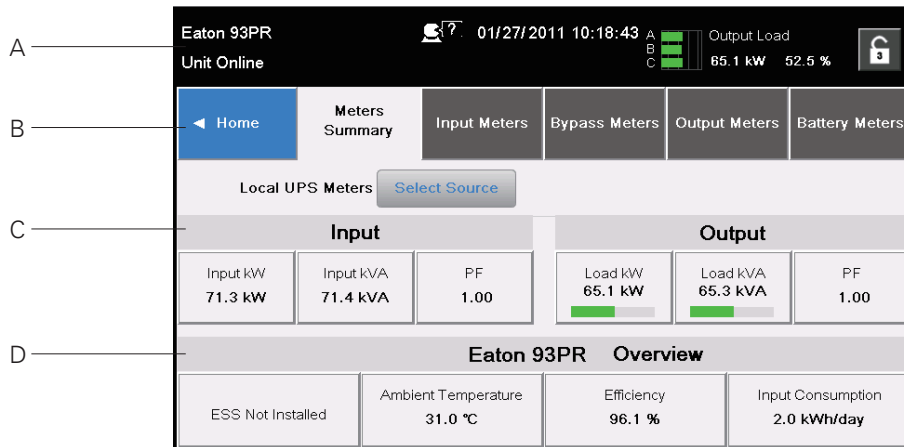 Eaton 93PR
Unit Online
? 01/27/2011 10:18:43
A
B
C
Output Load
65.1 kW 52.5 %
3
A
B
◄ Home
Meters
Summary
Input Meters
Bypass Meters
Output Meters
Battery Meters
Local UPS Meters Select Source
C
Input
Output
Input kW
71.3 kW
Input kVA
71.4 kVA
PF
1.00
Load kW
65.1 kW
Load kVA
65.3 kVA
PF
1.00
D
Eaton 93PR Overview
ESS Not Installed
Ambient Temperature
31.0 °C
Efficiency
96.1 %
Input Consumption
2.0 kWh/day